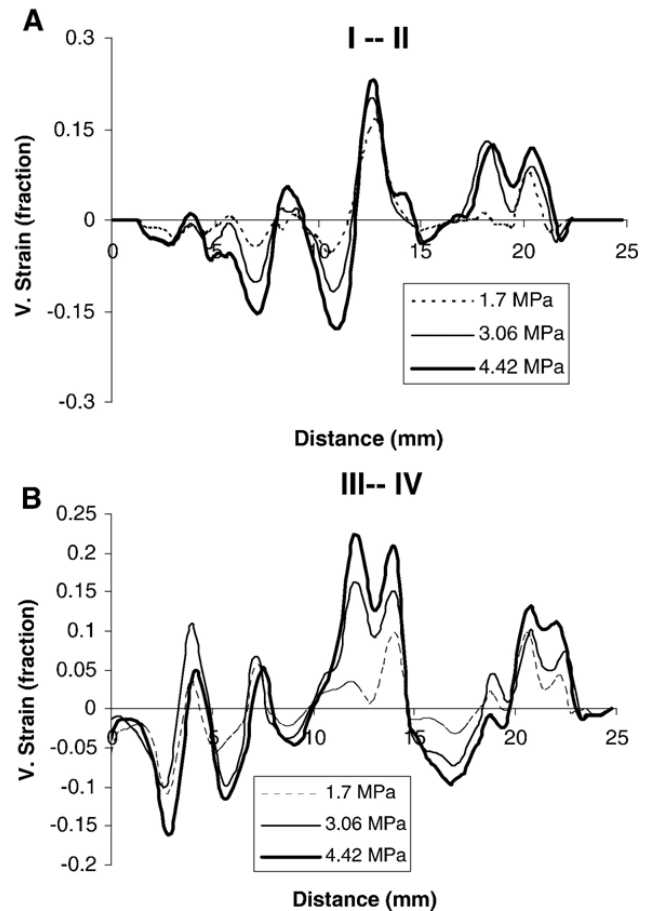 A
I -- II
V. Strain (fraction)
0.3
0.15
0
-0.15
-0.3
0 5 10 15 20 25
1.7 MPa
3.06 MPa
4.42 MPa
Distance (mm)
B
III-- IV
V. Strain (fraction)
0.25
0.2
0.15
0.1
0.05
0
-0.05
-0.1
-0.15
-0.2
0 5 10 15 20 25
1.7 MPa
3.06 MPa
4.42 MPa
Distance (mm)